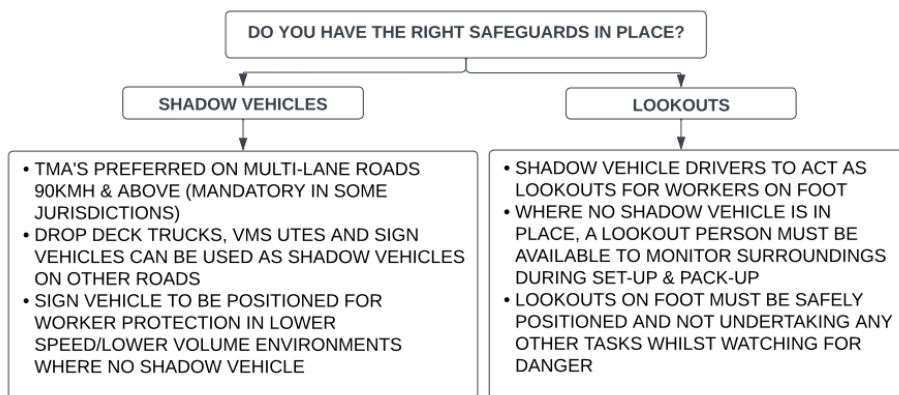 DO YOU HAVE THE RIGHT SAFEGUARDS IN PLACE?
SHADOW VEHICLES
LOOKOUTS
• TMA'S PREFERRED ON MULTI-LANE ROADS
90KMH & ABOVE (MANDATORY IN SOME
JURISDICTIONS)
• DROP DECK TRUCKS, VMS UTES AND SIGN
VEHICLES CAN BE USED AS SHADOW VEHICLES
ON OTHER ROADS
• SIGN VEHICLE TO BE POSITIONED FOR
WORKER PROTECTION IN LOWER
SPEED/LOWER VOLUME ENVIRONMENTS
WHERE NO SHADOW VEHICLE
• SHADOW VEHICLE DRIVERS TO ACT AS
LOOKOUTS FOR WORKERS ON FOOT
• WHERE NO SHADOW VEHICLE IS IN
PLACE, A LOOKOUT PERSON MUST BE
AVAILABLE TO MONITOR SURROUNDINGS
DURING SET-UP & PACK-UP
• LOOKOUTS ON FOOT MUST BE SAFELY
POSITIONED AND NOT UNDERTAKING ANY
OTHER TASKS WHILST WATCHING FOR
DANGER